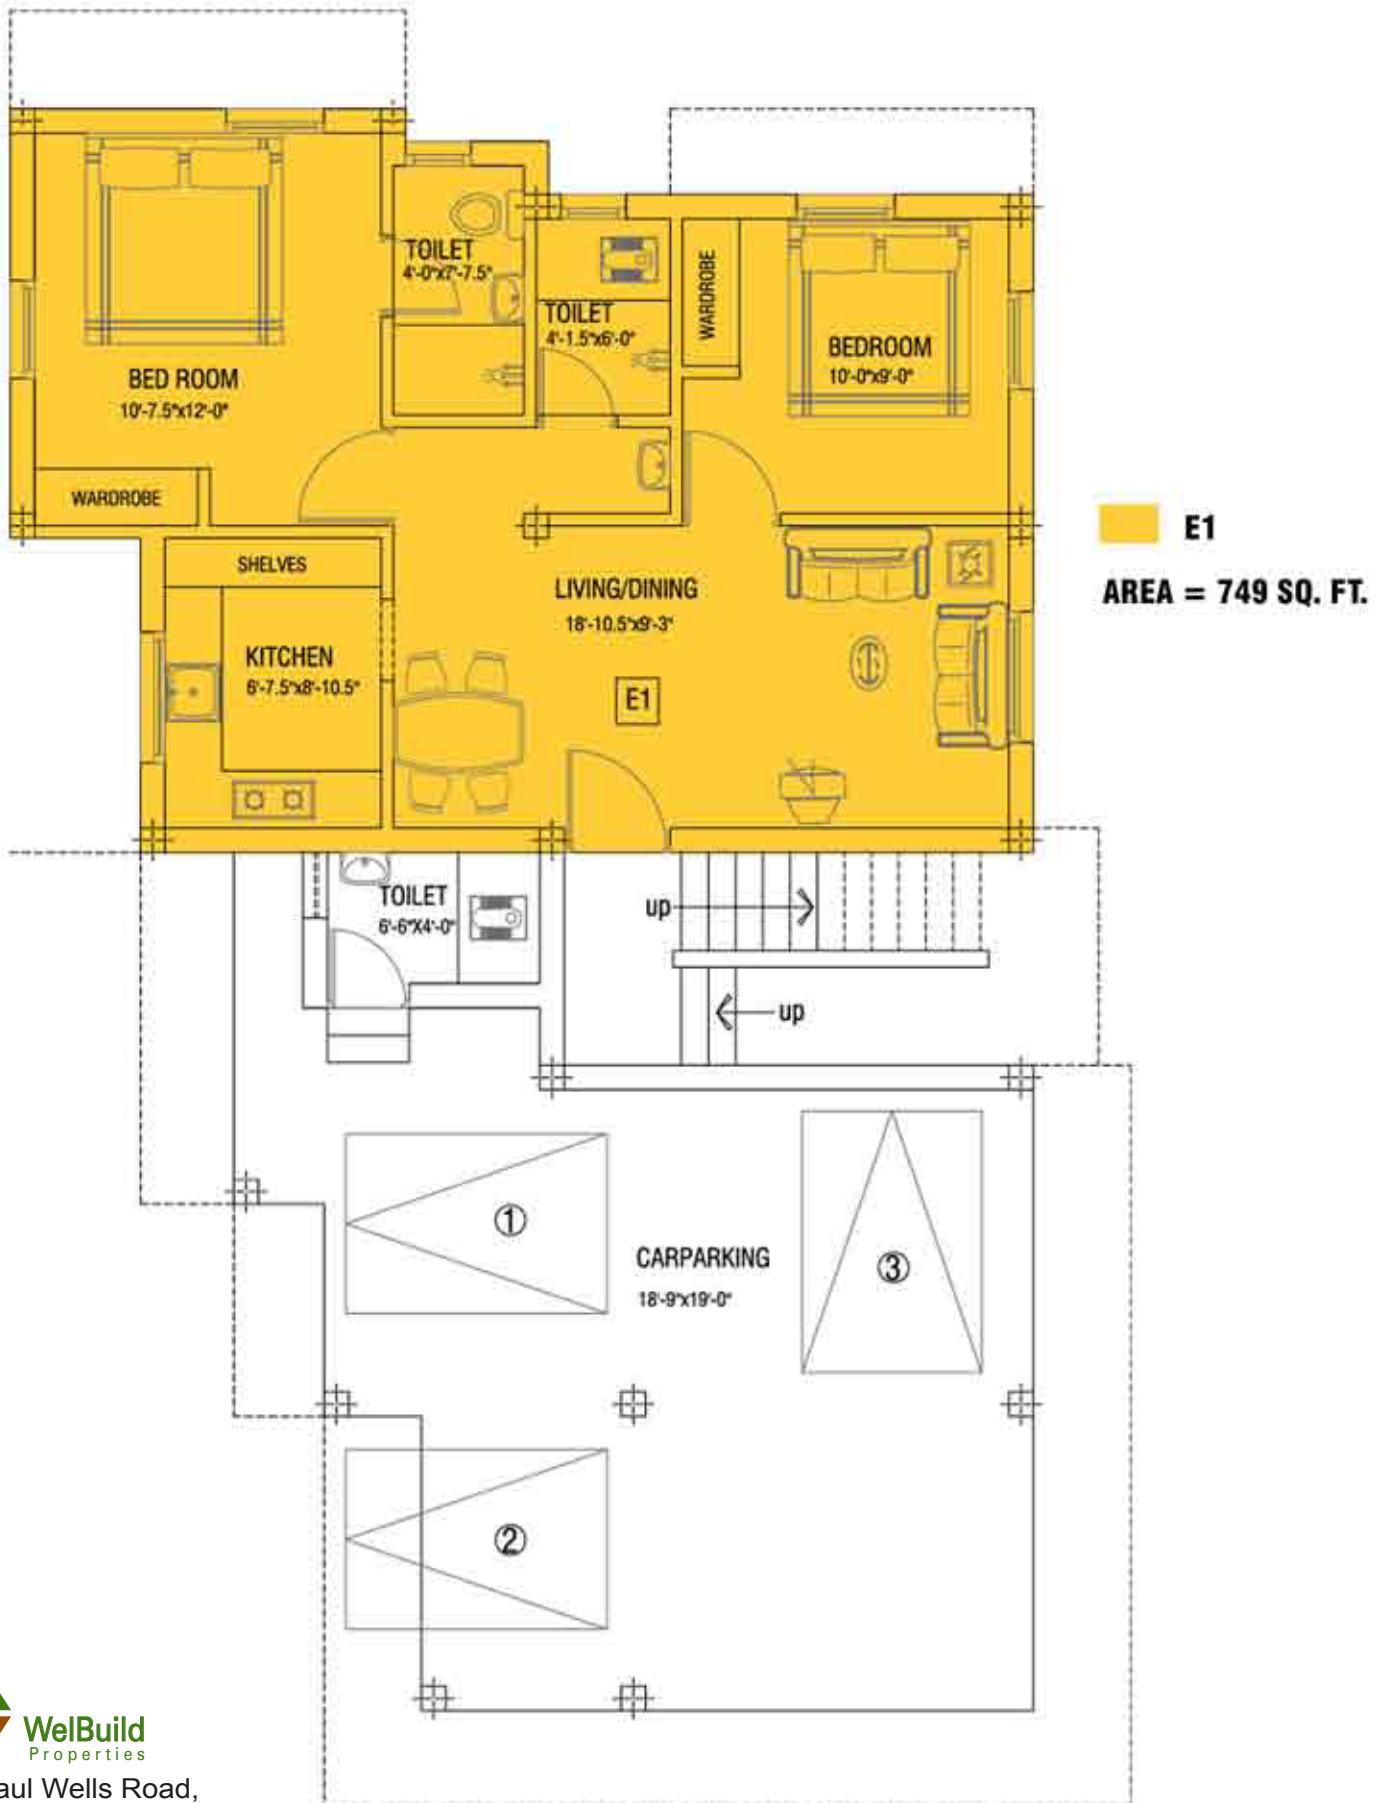 TOILET
4'-0"x7'-7.5"
TOILET
4'-1.5"x6'-0"
WARDROBE
BEDROOM
10'-0"x9'-0"
BED ROOM
10'-7.5"x12'-0"
WARDROBE
SHELVES
KITCHEN
6'-7.5"x8'-10.5"
LIVING/DINING
18'-10.5"x9'-3"
E1
E1
AREA = 749 SQ. FT.
TOILET
6'-6"X4'-0"
up
up
1
CARPARKING
18'-9"x19'-0"
3
2
WelBuild
Properties
Wells Road,